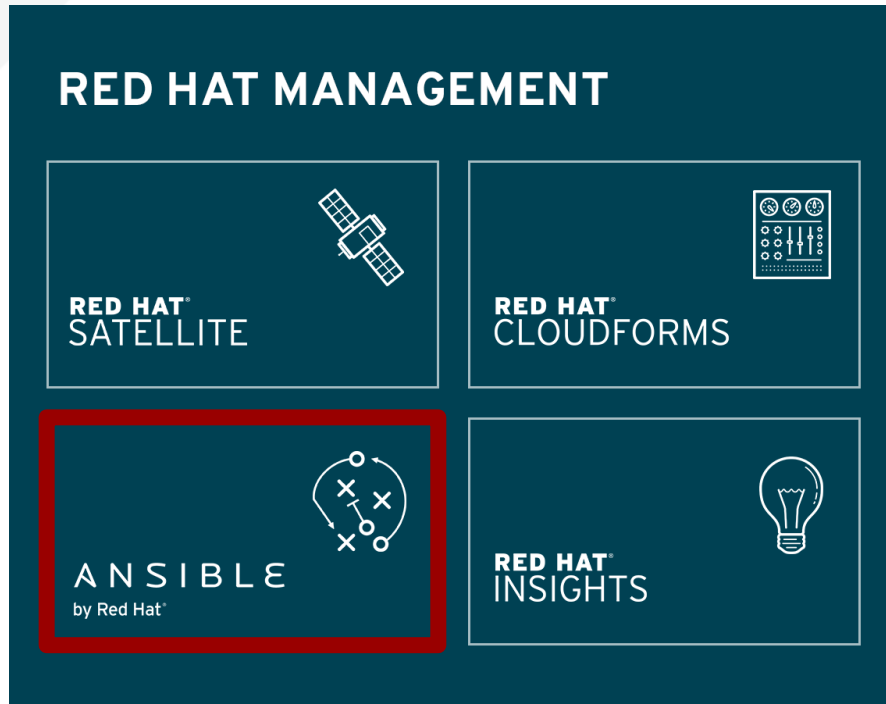 RED HAT MANAGEMENT
RED HAT®
SATELLITE
RED HAT®
CLOUDFORMS
ANSIBLE
by Red Hat®
RED HAT®
INSIGHTS